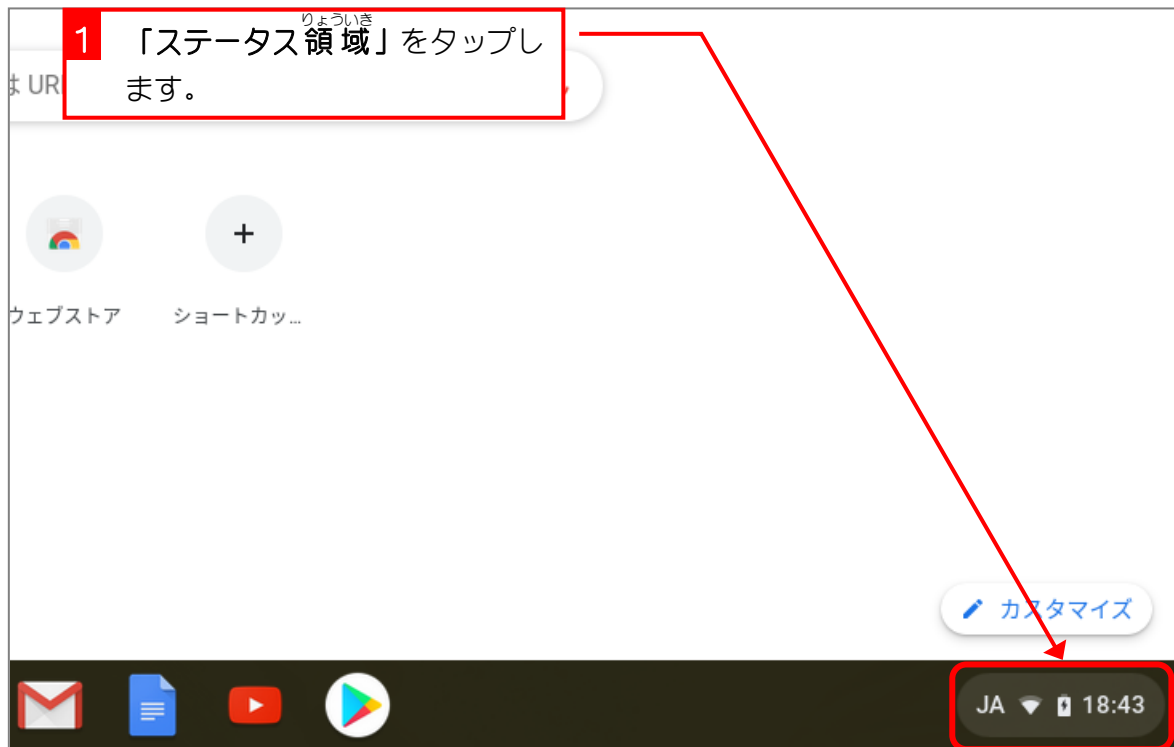 りょういき
1 「ステータス領域」をタップし
ます。
は UR
ウェブストア
ショートカッ...
カスタマイズ
JA 18:43